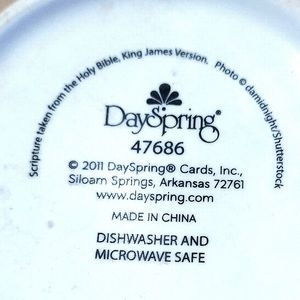 Scripture taken from the Holy Bible, King James Version. Photo © damidnight/Shutterstock
DaySpring®
47686
© 2011 DaySpring® Cards, Inc.,
Siloam Springs, Arkansas 72761
www.dayspring.com
MADE IN CHINA
DISHWASHER AND
MICROWAVE SAFE